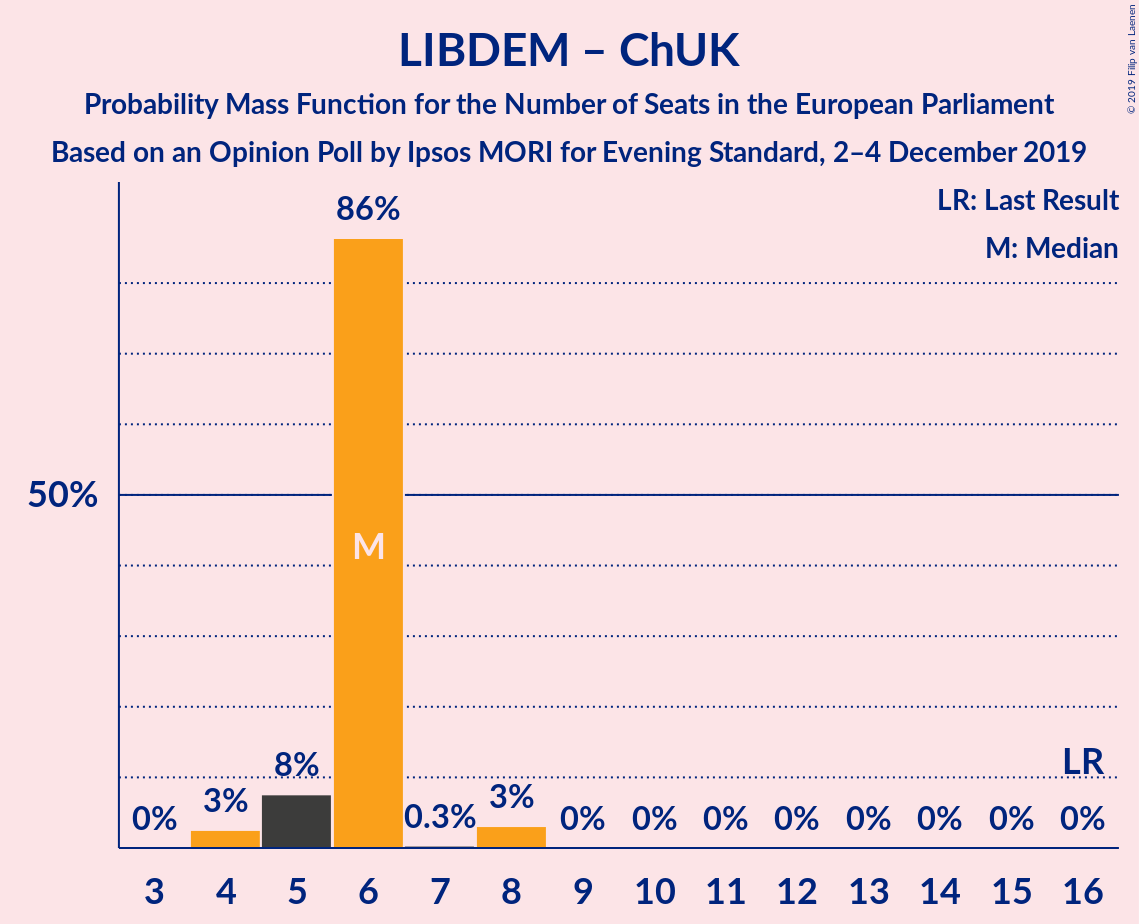 LIBDEM – ChUK
Probability Mass Function for the Number of Seats in the European Parliament
Based on an Opinion Poll by Ipsos MORI for Evening Standard, 2–4 December 2019
© 2019 Filip van Laenen
LR: Last Result
M: Median
86%
50%
M
8%
LR
0% 3% 0.3% 3% 0% 0% 0% 0% 0% 0% 0% 0%
3 4 5 6 7 8 9 10 11 12 13 14 15 16